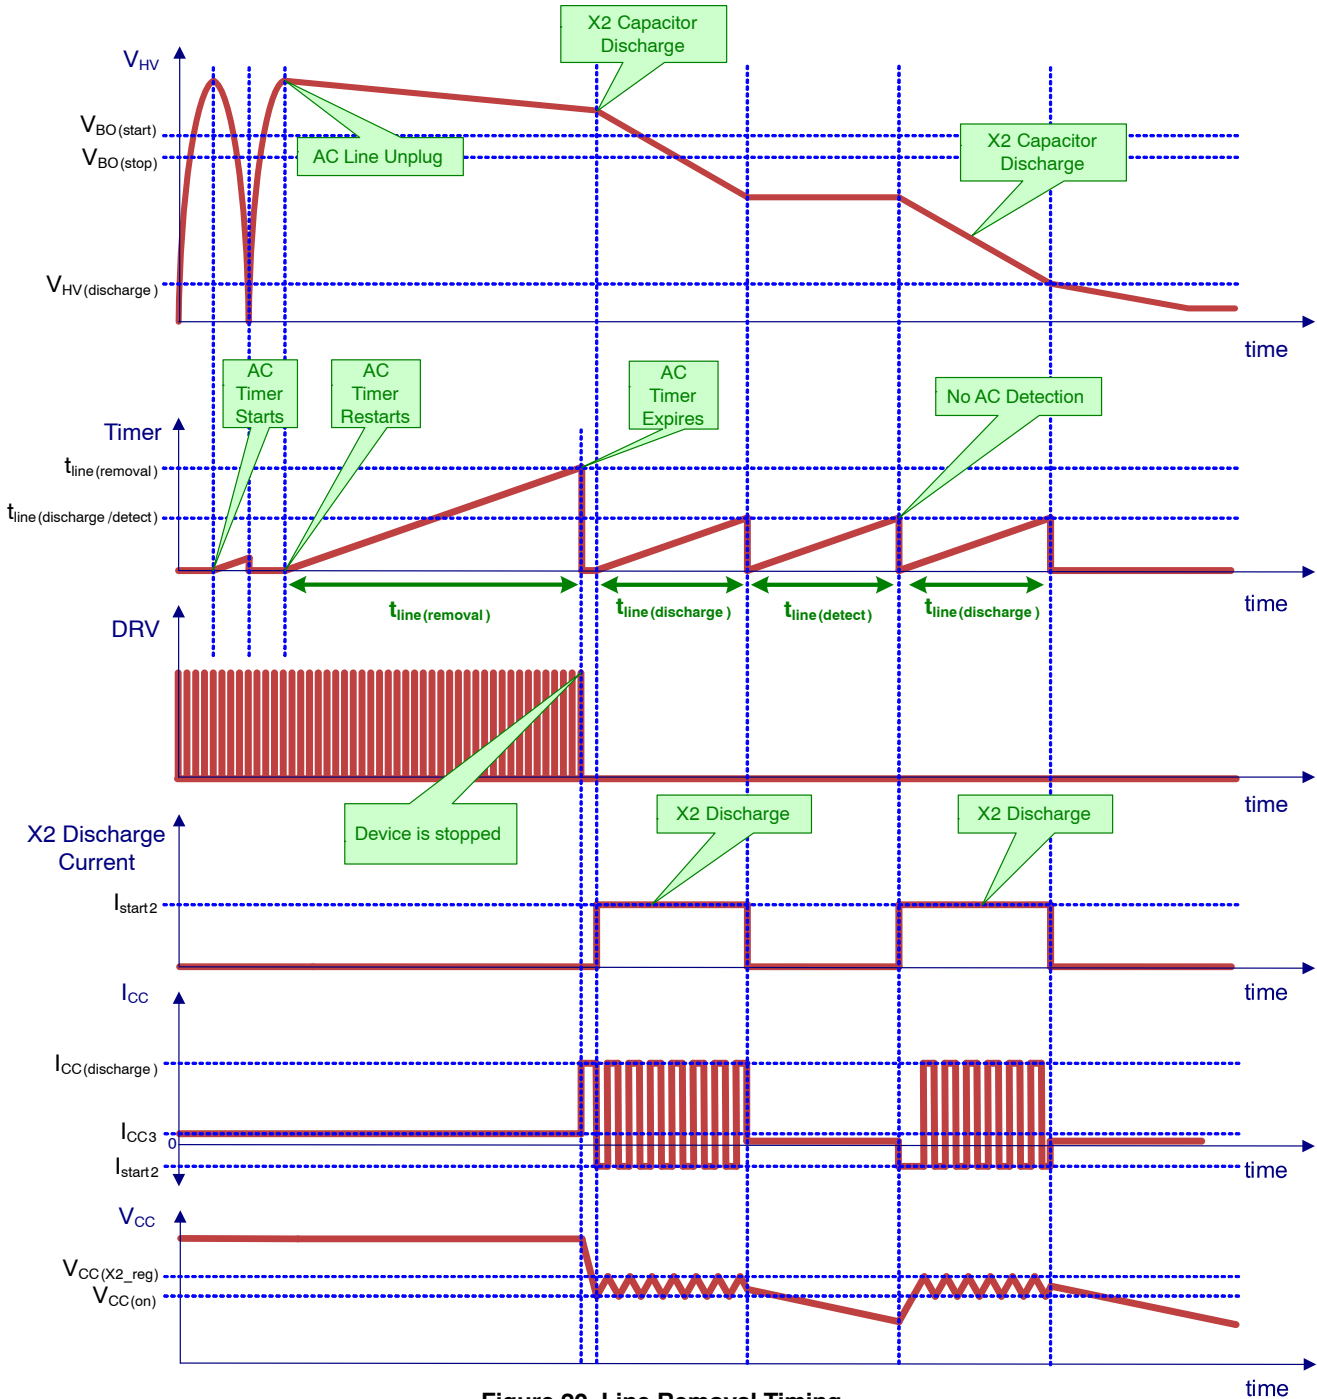 X2 Capacitor
Discharge
VHV
VBO(start)
VBO(stop)
AC Line Unplug
X2 Capacitor
Discharge
VHV(discharge)
time
AC
Timer
Starts
AC
Timer
Restarts
AC
Timer
Expires
No AC Detection
Timer
tline(removal)
tline(discharge/detect)
time
tline(removal)
tline(discharge)
tline(detect)
tline(discharge)
DRV
time
Device is stopped
X2 Discharge
X2 Discharge
X2 Discharge
Current
Istart2
time
ICC
ICC(discharge)
ICC3
0
Istart2
time
VCC
VCC(X2_reg)
VCC(on)
time